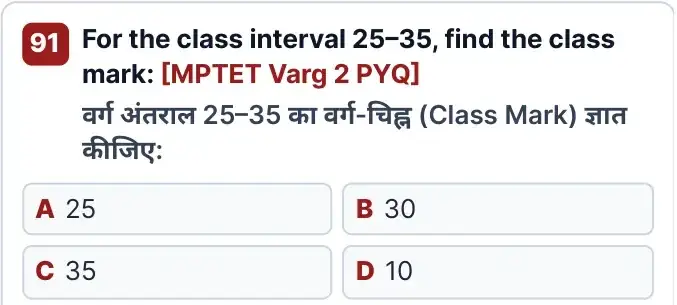 91 For the class interval 25–35, find the class
mark: [MPTET Varg 2 PYQ]
वर्ग अंतराल 25–35 का वर्ग-चिह्न (Class Mark) ज्ञात
कीजिए:
A 25
B 30
C 35
D 10